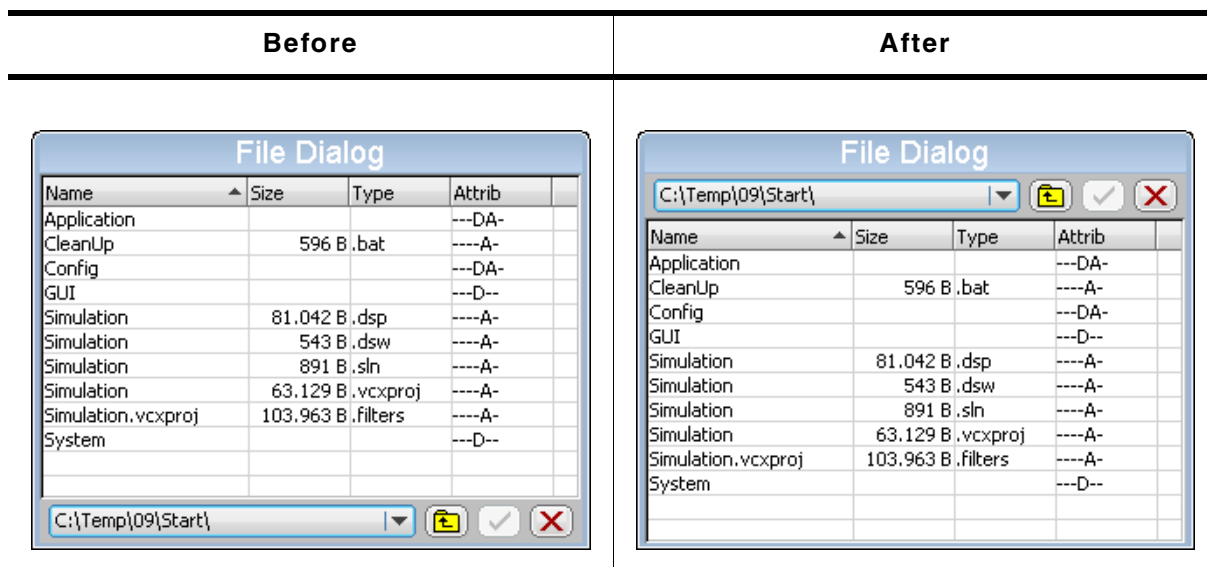 Before After
File Dialog
Name Size Type Attrib
Application ---DA-
CleanUp 596 B .bat ----A-
Config ---DA-
GUI ---D--
Simulation 81.042 B .dsp ----A-
Simulation 543 B .dsw ----A-
Simulation 891 B .sln ----A-
Simulation 63.129 B .vcxproj ----A-
Simulation.vcxproj 103.963 B .filters ----A-
System ---D--
C:\Temp\09\Start\
File Dialog
C:\Temp\09\Start\
Name Size Type Attrib
Application ---DA-
CleanUp 596 B .bat ----A-
Config ---DA-
GUI ---D--
Simulation 81.042 B .dsp ----A-
Simulation 543 B .dsw ----A-
Simulation 891 B .sln ----A-
Simulation 63.129 B .vcxproj ----A-
Simulation.vcxproj 103.963 B .filters ----A-
System ---D--